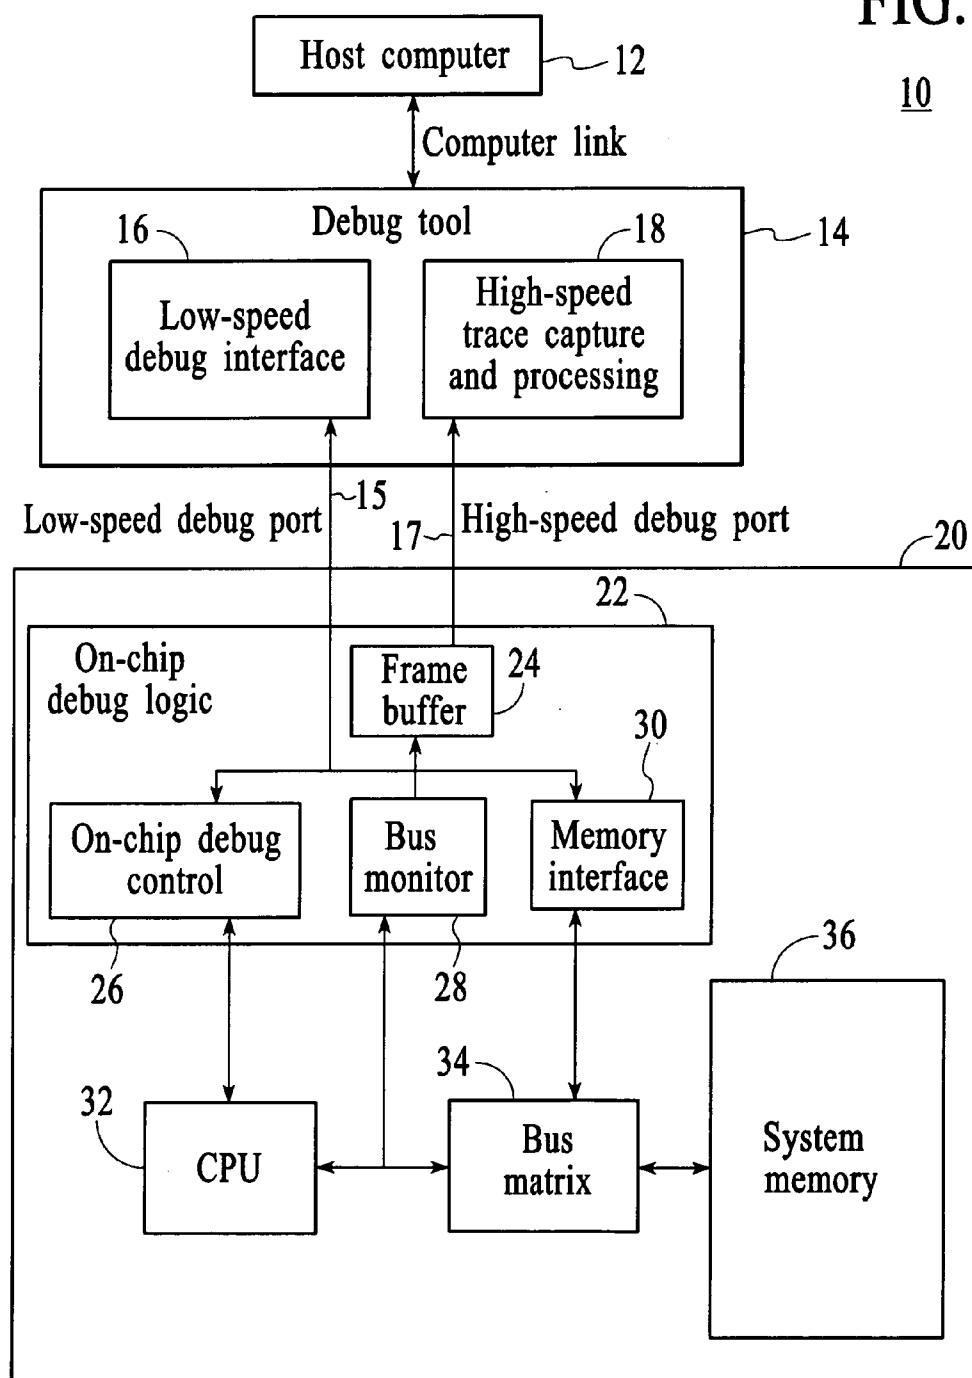 FIG.
10
Host computer
12
Computer link
Debug tool
14
16
18
Low-speed
debug interface
High-speed
trace capture
and processing
15
Low-speed debug port
17
High-speed debug port
20
22
On-chip
debug logic
Frame
buffer
24
30
On-chip debug
control
Bus
monitor
Memory
interface
26
28
36
34
32
CPU
Bus
matrix
System
memory